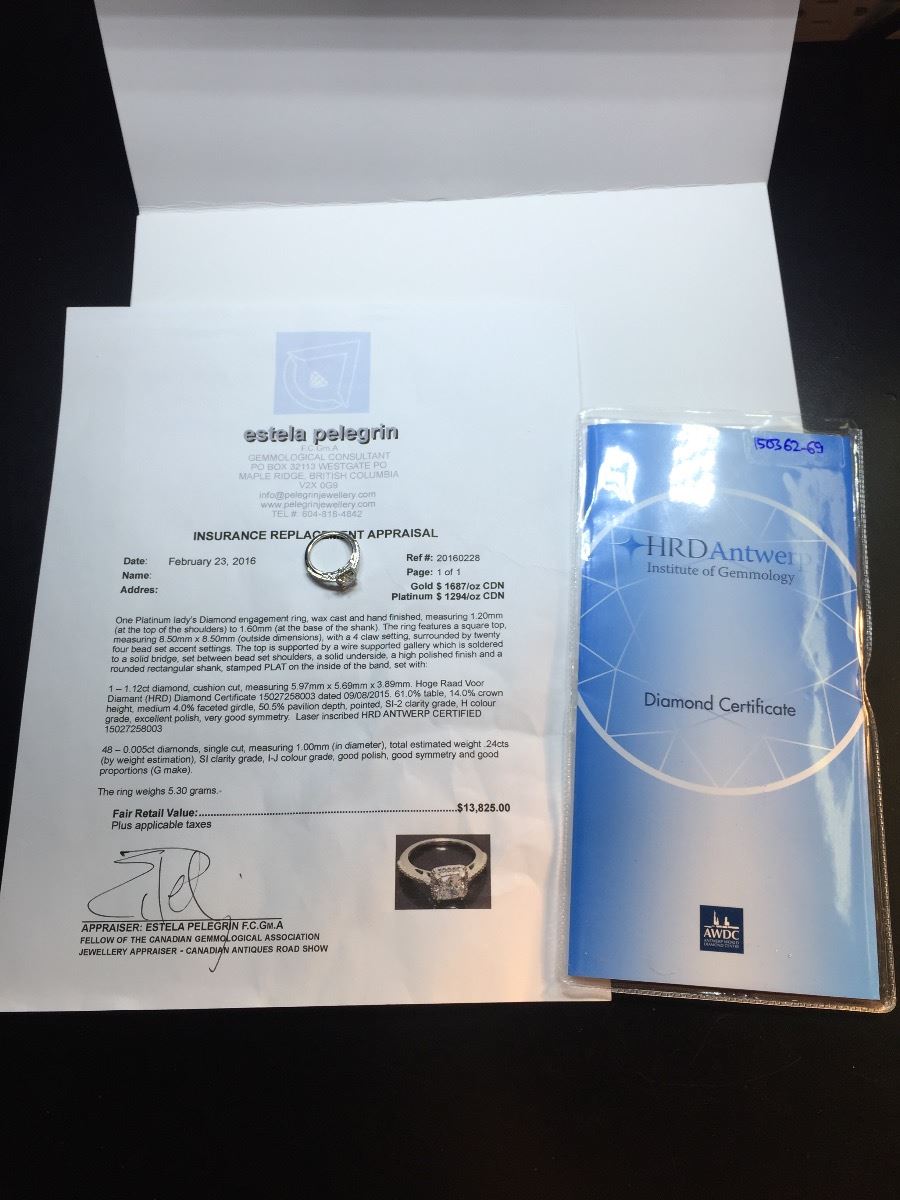 estela pelegrin
F.C.Gm.A
GEMMOLOGICAL CONSULTANT
PO BOX 32113 WESTGATE PO
MAPLE RIDGE, BRITISH COLUMBIA
V2X 0G9
info@pelegrinjewellery.com
www.pelegrinjewellery.com
TEL #: 604-818-4842
INSURANCE REPLACEMENT APPRAISAL
Date: February 23, 2016
Name:
Addres:
Ref #: 20160228
Page: 1 of 1
Gold $ 1687/oz CDN
Platinum $ 1294/oz CDN
One Platinum lady's Diamond engagement ring, wax cast and hand finished, measuring 1.20mm
(at the top of the shoulders) to 1.60mm (at the base of the shank). The ring features a square top,
measuring 8.50mm x 8.50mm (outside dimensions), with a 4 claw setting, surrounded by twenty
four bead set accent settings. The top is supported by a wire supported gallery which is soldered
to a solid bridge, set between bead set shoulders, a solid underside, a high polished finish and a
rounded rectangular shank, stamped PLAT on the inside of the band, set with:
1 – 1.12ct diamond, cushion cut, measuring 5.97mm x 5.69mm x 3.89mm. Hoge Raad Voor
Diamant (HRD) Diamond Certificate 15027258003 dated 09/08/2015. 61.0% table, 14.0% crown
height, medium 4.0% faceted girdle, 50.5% pavilion depth, pointed, SI-2 clarity grade, H colour
grade, excellent polish, very good symmetry. Laser inscribed HRD ANTWERP CERTIFIED
15027258003
48 – 0.005ct diamonds, single cut, measuring 1.00mm (in diameter), total estimated weight .24cts
(by weight estimation), SI clarity grade, I-J colour grade, good polish, good symmetry and good
proportions (G make).
The ring weighs 5.30 grams.-
Fair Retail Value:..........................................................$13,825.00
Plus applicable taxes
APPRAISER: ESTELA PELEGRIN F.C.GM.A
FELLOW OF THE CANADIAN GEMMOLOGICAL ASSOCIATION
JEWELLERY APPRAISER - CANADIAN ANTIQUES ROAD SHOW
150362-69
HRD Antwerp
Institute of Gemmology
Diamond Certificate
AWDC
ANTWERP WORLD
DIAMOND CENTRE